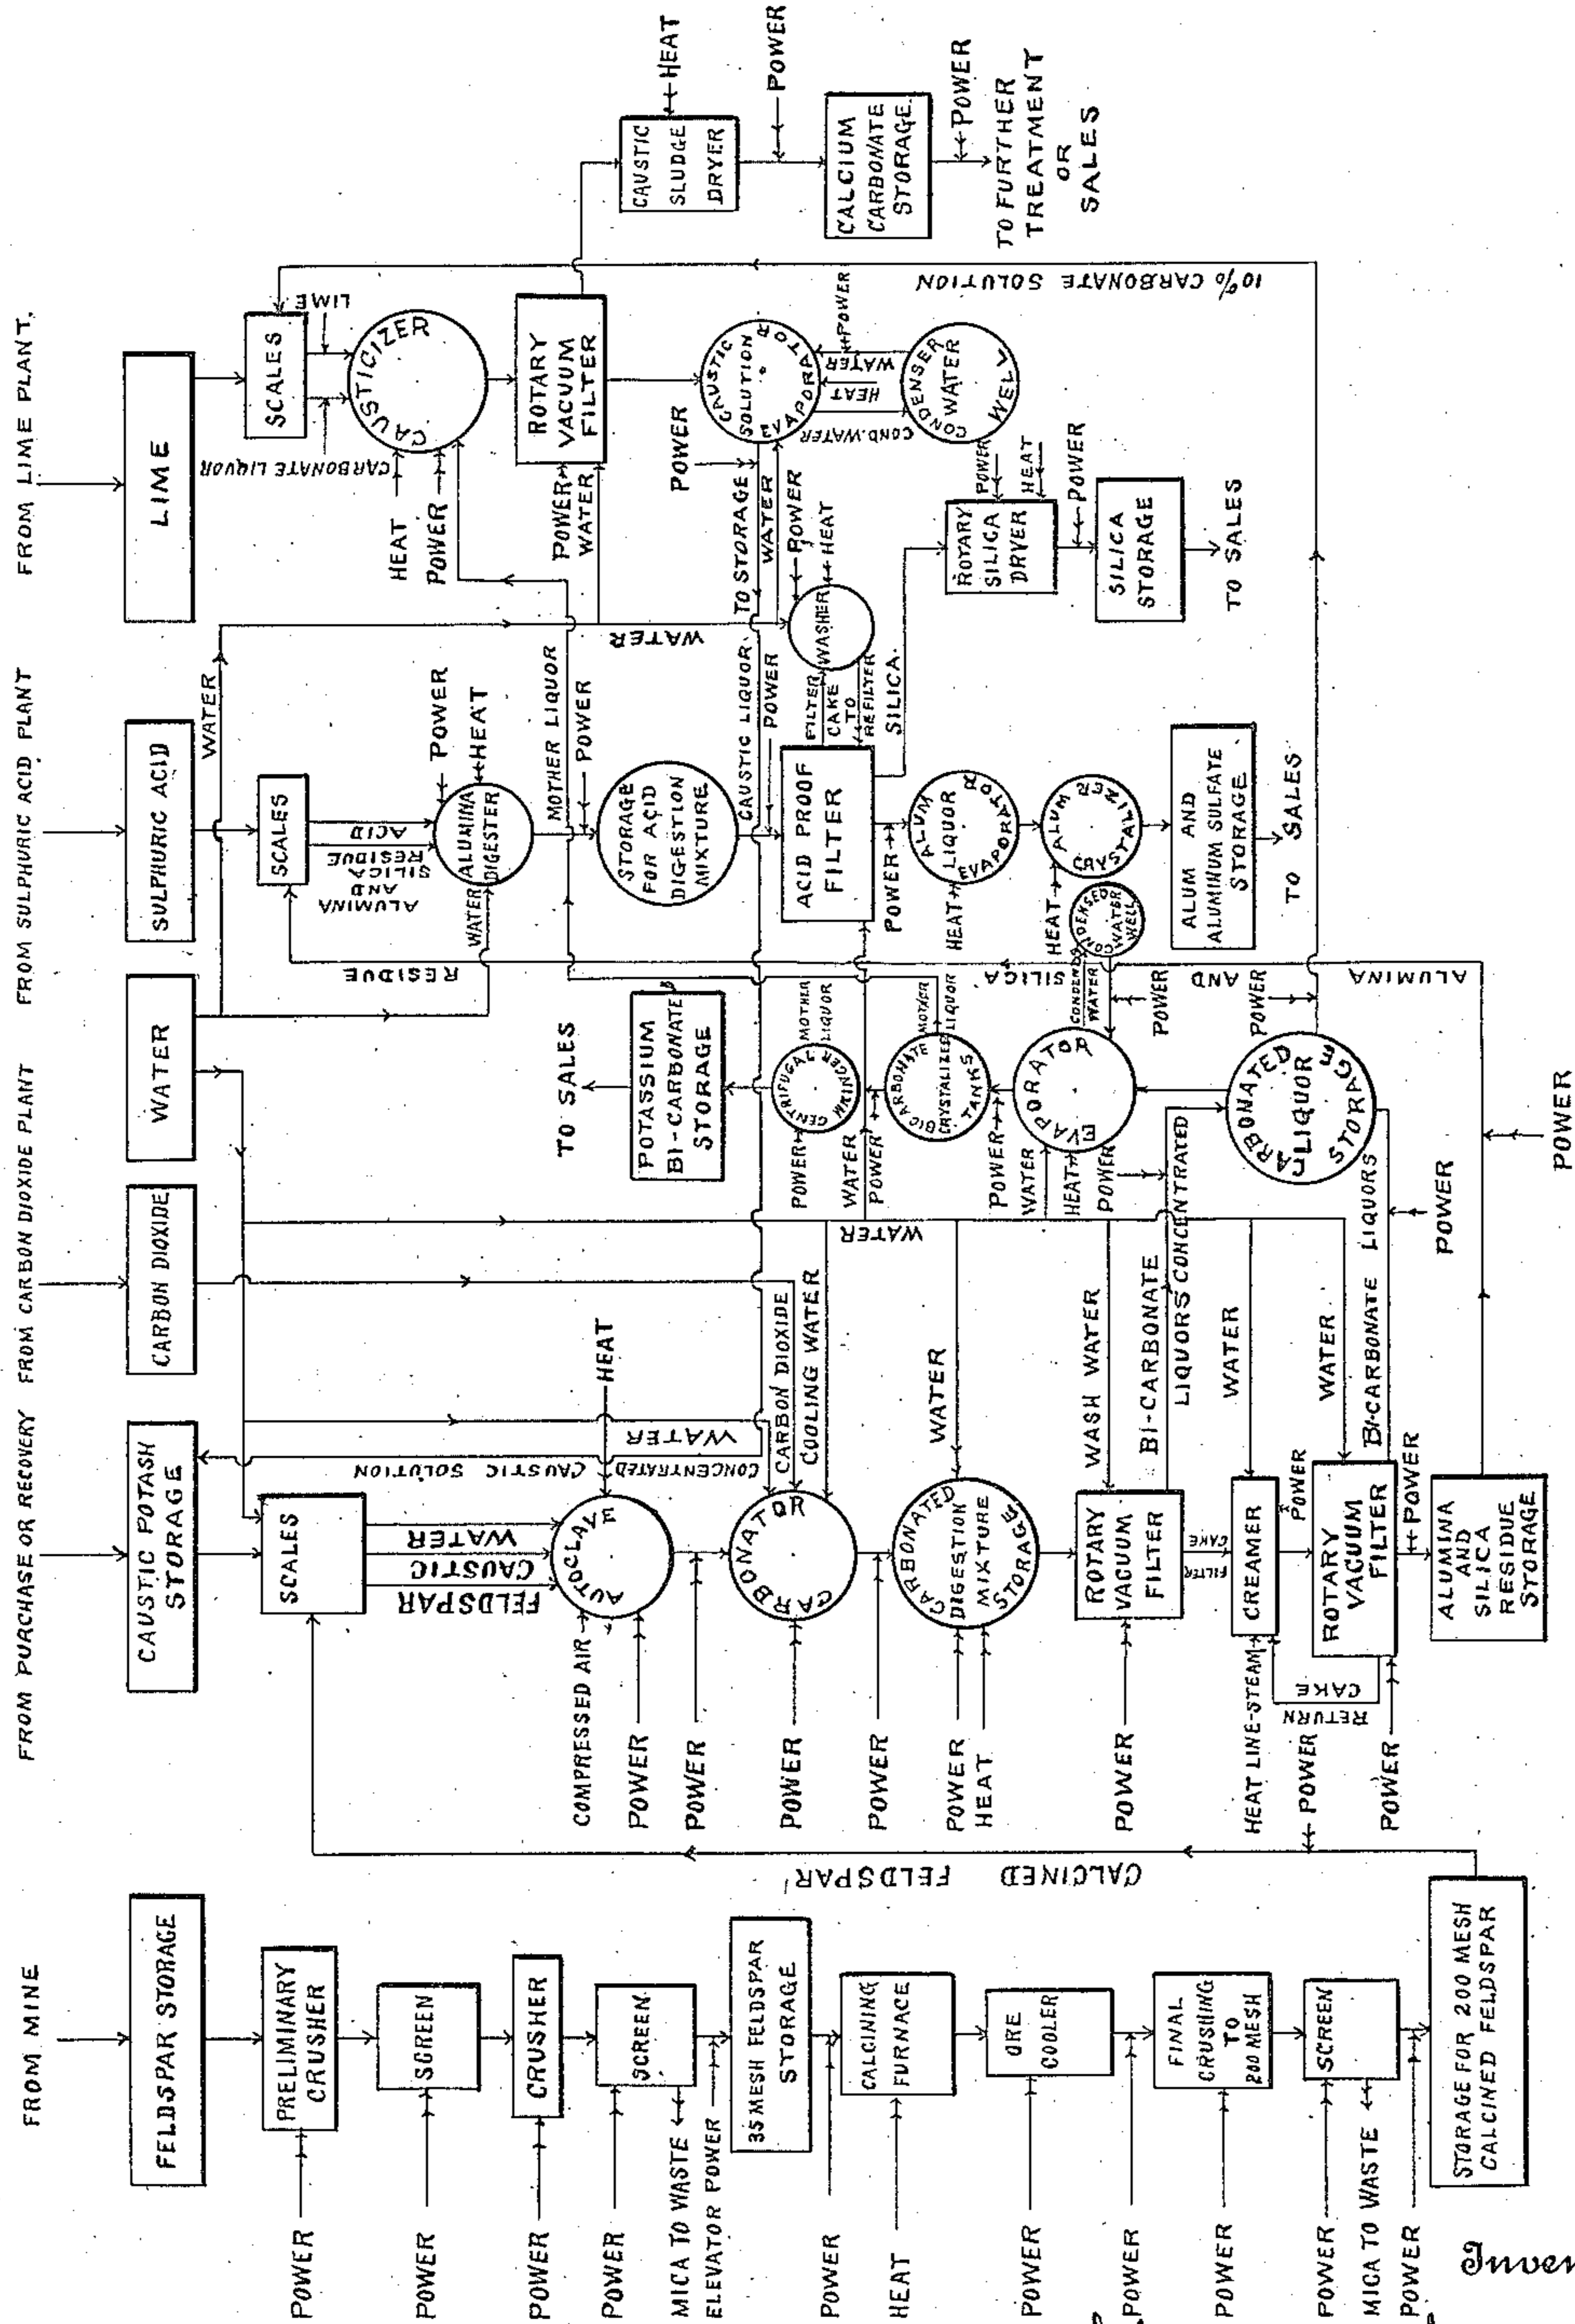 FROM MINE
FELDSPAR STORAGE
POWER
PRELIMINARY
CRUSHER
POWER
SCREEN
POWER
CRUSHER
POWER
SCREEN
MICA TO WASTE
ELEVATOR POWER
35 MESH FELDSPAR
STORAGE
POWER
CALCINING
FURNACE
HEAT
ORE
COOLER
POWER
POWER
FINAL
CRUSHING
TO
200 MESH
POWER
SCREEN
POWER
MICA TO WASTE
POWER
STORAGE FOR 200 MESH
CALCINED FELDSPAR
POWER
CALCINED FELDSPAR
FROM PURCHASE OR RECOVERY
CAUSTIC POTASH
STORAGE
SCALES
FELDSPAR
CAUSTIC
WATER
CONCENTRATED CAUSTIC SOLUTION
WATER
AUTOCLAVE
HEAT
COMPRESSED AIR
POWER
POWER
CARBONATOR
CARBON DIOXIDE
COOLING WATER
POWER
POWER
CARBONATED
DIGESTION
MIXTURE
STORAGE
WATER
POWER
HEAT
ROTARY
VACUUM
FILTER
WASH WATER
BI-CARBONATE
LIQUORS CONCENTRATED
POWER
FILTER CAKE
CREAMER
WATER
HEAT LINE-STEAM
POWER
RETURN CAKE
ROTARY
VACUUM
FILTER
WATER
BI-CARBONATE LIQUORS
POWER
POWER
POWER
ALUMINA
AND
SILICA
RESIDUE
STORAGE
POWER
FROM CARBON DIOXIDE PLANT
CARBON DIOXIDE
WATER
WATER
TO SALES
POTASSIUM
BI-CARBONATE
STORAGE
CENTRIFUGAL
WRINGER
MOTHER
LIQUOR
POWER
WATER
POWER
BICARBONATE
CRYSTALIZER
TANKS
MOTHER
LIQUOR
POWER
WATER
HEAT
POWER
EVAPORATOR
CONDENSD
WATER
CONDENSED
WATER
WELL
POWER
POWER
CARBONATED
LIQUOR
STORAGE
ALUMINA AND SILICA RESIDUE
FROM SULPHURIC ACID PLANT
SULPHURIC ACID
WATER
SCALES
ACID
ALUMINA
AND
SILICA
RESIDUE
ALUMINA
DIGESTER
POWER
HEAT
WATER
MOTHER LIQUOR
POWER
STORAGE
FOR ACID
DIGESTION
MIXTURE
CAUSTIC LIQUOR
TO STORAGE
POWER
ACID PROOF
FILTER
FILTER
CAKE
TO
REFILTER
WASHER
POWER
HEAT
SILICA.
POWER
ALUM
LIQUOR
EVAPORATOR
HEAT
ALUM
CRYSTALIZER
HEAT
ALUM AND
ALUMINUM SULFATE
STORAGE
TO SALES
FROM LIME PLANT.
LIME
SCALES
LIME
CARBONATE LIQUOR
CAUSTICIZER
HEAT
POWER
ROTARY
VACUUM
FILTER
POWER
WATER
WATER
CAUSTIC
SOLUTION
EVAPORATOR
POWER
WATER
COND. WATER
HEAT
WATER
POWER
CONDENSER
WATER
WELL
ROTARY
SILICA
DRYER
POWER
HEAT
POWER
SILICA
STORAGE
TO SALES
10% CARBONATE SOLUTION
CAUSTIC
SLUDGE
DRYER
HEAT
POWER
CALCIUM
CARBONATE
STORAGE.
POWER
TO FURTHER
TREATMENT
OR
SALES